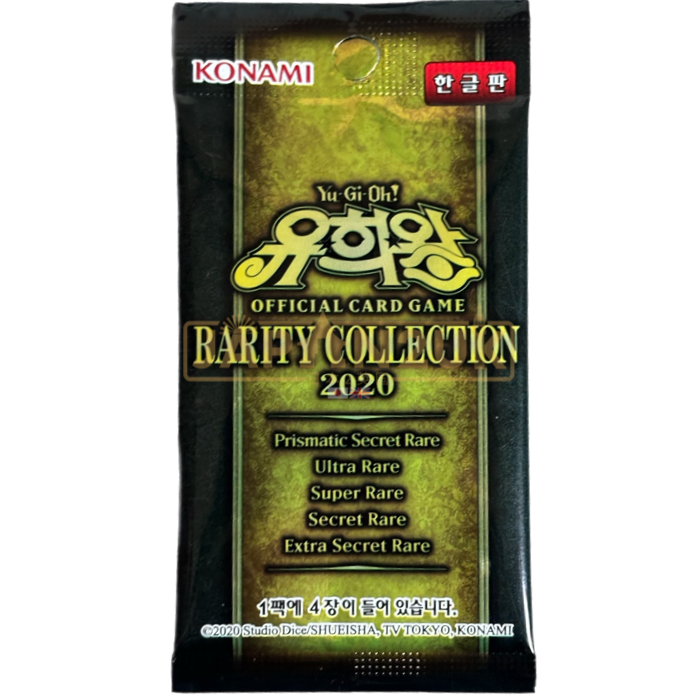 KONAMI
한글판
Yu-Gi-Oh!
유희왕
OFFICIAL CARD GAME
RARITY COLLECTION
2020
Prismatic Secret Rare
Ultra Rare
Super Rare
Secret Rare
Extra Secret Rare
1팩에 4장이 들어 있습니다.
©2020 Studio Dice/SHUEISHA, TV TOKYO, KONAMI